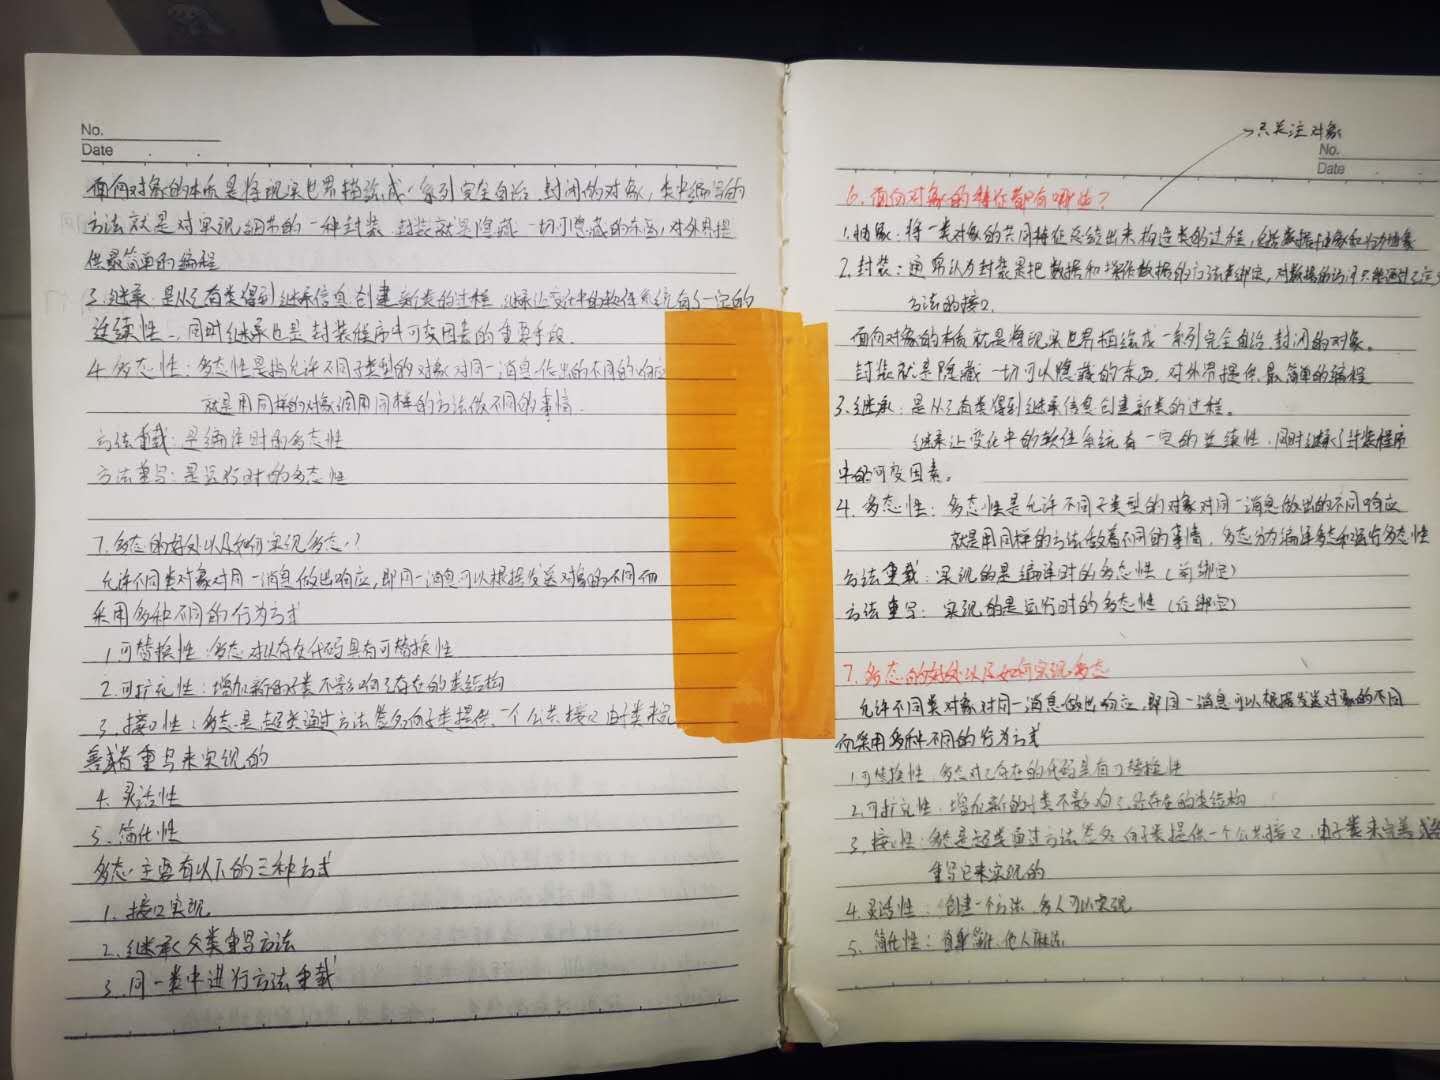 No.
Date
面向对象的本质是将现实世界描绘成一系列完全自治、封闭的对象,类中编写的
方法就是对实现细节的一种封装 封装就是隐藏一切可隐藏的东西,对外界提
供最简单的编程
3.继承:是从已有类得到继承信息创建新类的过程 继承让变化中的软件系统有了一定的
延续性 同时继承也是封装程序中可变因素的重要手段.
4.多态性:多态性是指允许不同子类型的对象对同一消息作出的不同的响应
就是用同样的对象调用同样的方法做不同的事情.
方法重载:是编译时的多态性
方法重写:是运行时的多态性
7.多态的好处以及如何实现多态?
允许不同类对象对同一消息做出响应,即同一消息可以根据发送对象的不同而
采用多种不同的行为方式
1.可替换性:多态对以存在代码具有可替换性
2.可扩充性:增加新的子类不影响已存在的类结构
3.接口性:多态是超类通过方法签名向子类提供一个公共接口由子类来完
善或者重写来实现的
4.灵活性
5.简化性
多态主要有以下的三种方式
1.接口实现
2.继承父类重写方法
3.同一类中进行方法重载
只关注对象
No.
Date
6.面向对象的特征都有哪些?
1.抽象:将一类对象的共同特征总结出来构造类的过程,包括数据抽象和行为抽象
2.封装:通常认为封装是把数据和操作数据的方法类绑定,对数据的访问只能通过已定义
方法的接口.
面向对象的本质就是将现实世界描绘成一系列完全自治、封闭的对象。
封装就是隐藏一切可以隐藏的东西,对外界提供最简单的编程
3.继承:是从已有类得到继承信息创建新类的过程。
继承让变化中的软件系统有一定的延续性,同时继承了封装程序
中的可变因素。
4.多态性:多态性是允许不同子类型的对象对同一消息做出的不同响应
就是用同样的方法做着不同的事情,多态分为编译多态和运行多态性
方法重载:实现的是编译时的多态性(前绑定)
方法重写:实现的是运行时的多态性(后绑定)
7.多态的好处以及如何实现多态
允许不同类对象对同一消息做出响应,即同一消息可以根据发送对象的不同
而采用多种不同的行为方式
1.可替换性:多态对已存在的代码具有可替换性
2.可扩充性:增加新的子类不影响已经存在的类结构
3.接口性:多态是超类通过方法签名向子类提供一个公共接口,由子类来完善或者
重写它来实现的
4.灵活性:创建一个方法,多人可以实现
5.简化性:自身简化,他人